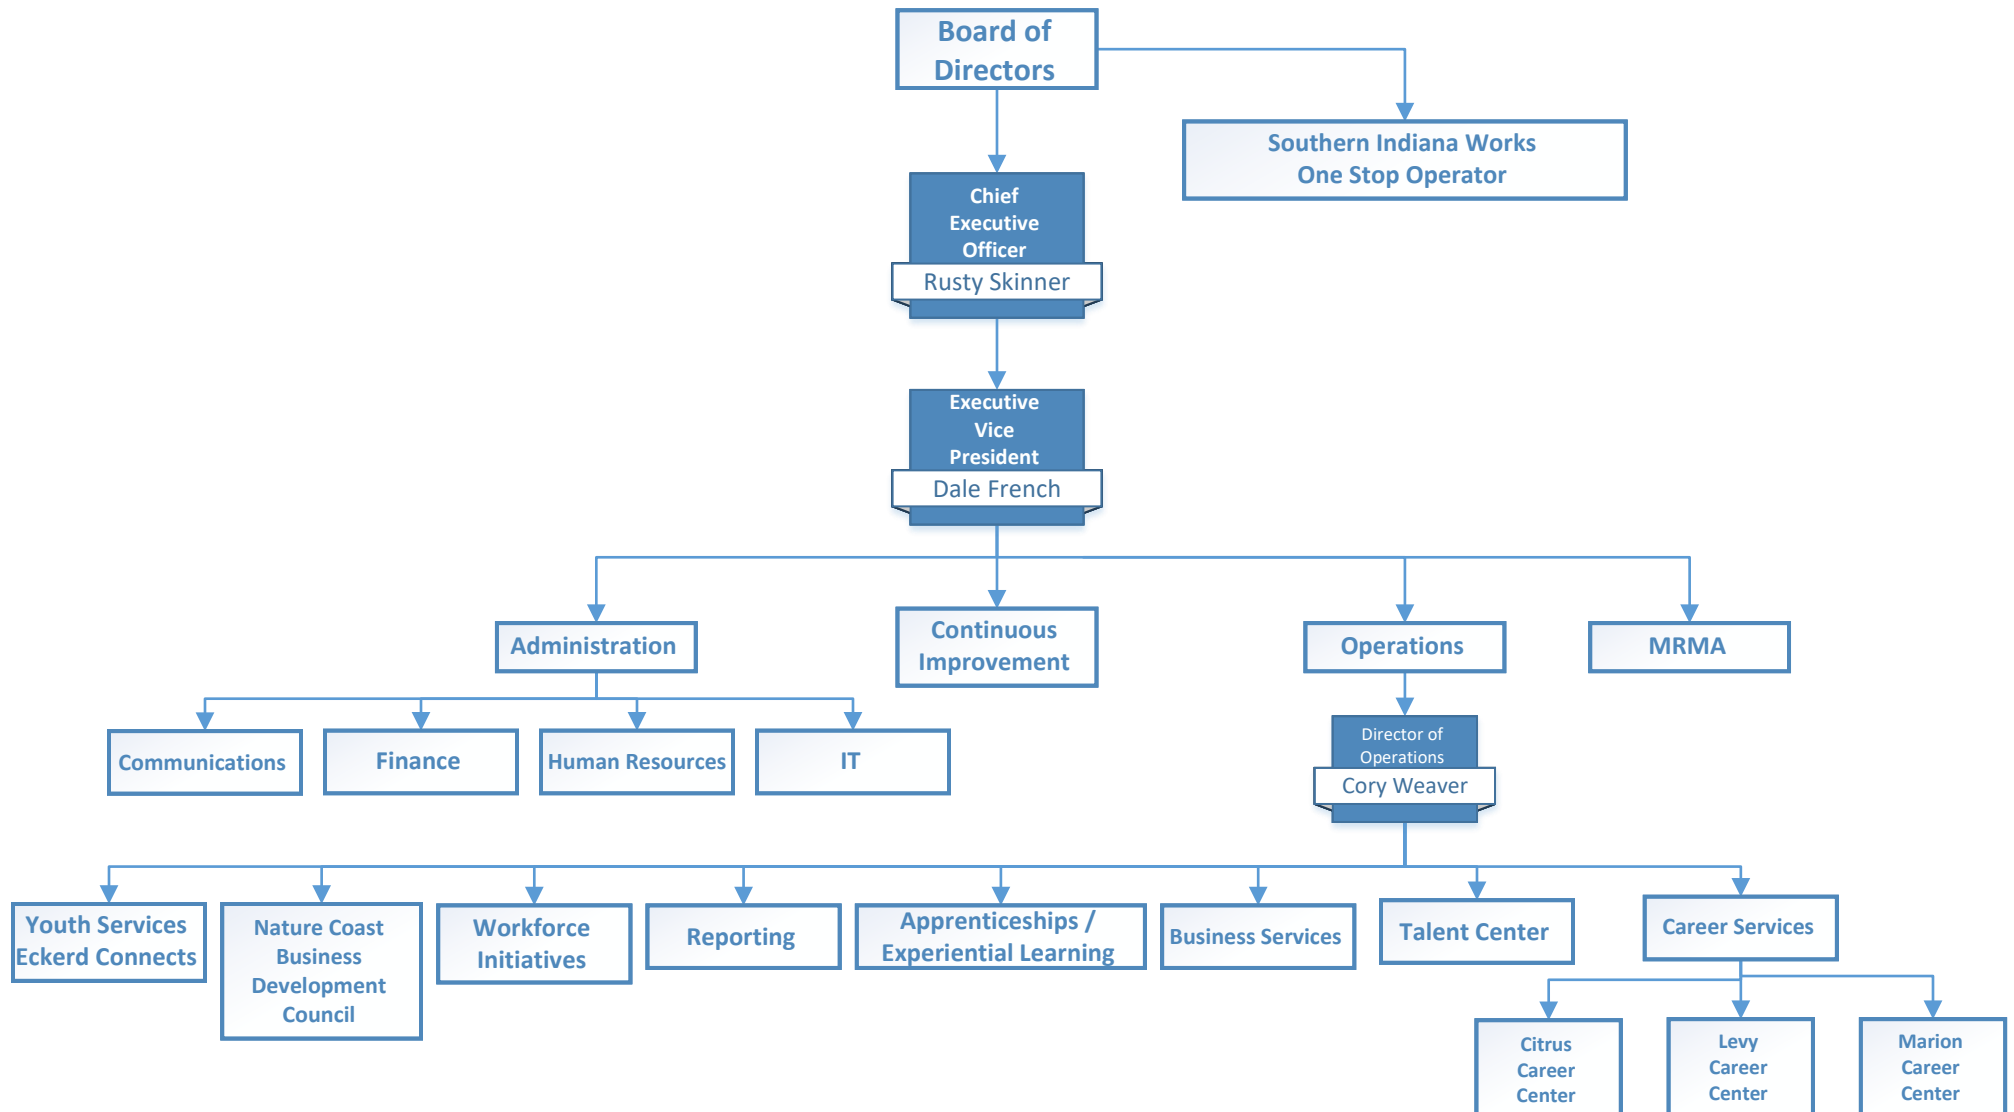 Board of
Directors
Southern Indiana Works
One Stop Operator
Chief
Executive
Officer
Rusty Skinner
Executive
Vice
President
Dale French
Administration
Continuous
Improvement
Operations
MRMA
Communications
Finance
Human Resources
IT
Director of
Operations
Cory Weaver
Youth Services
Eckerd Connects
Nature Coast
Business
Development
Council
Workforce
Initiatives
Reporting
Apprenticeships /
Experiential Learning
Business Services
Talent Center
Career Services
Citrus
Career
Center
Levy
Career
Center
Marion
Career
Center